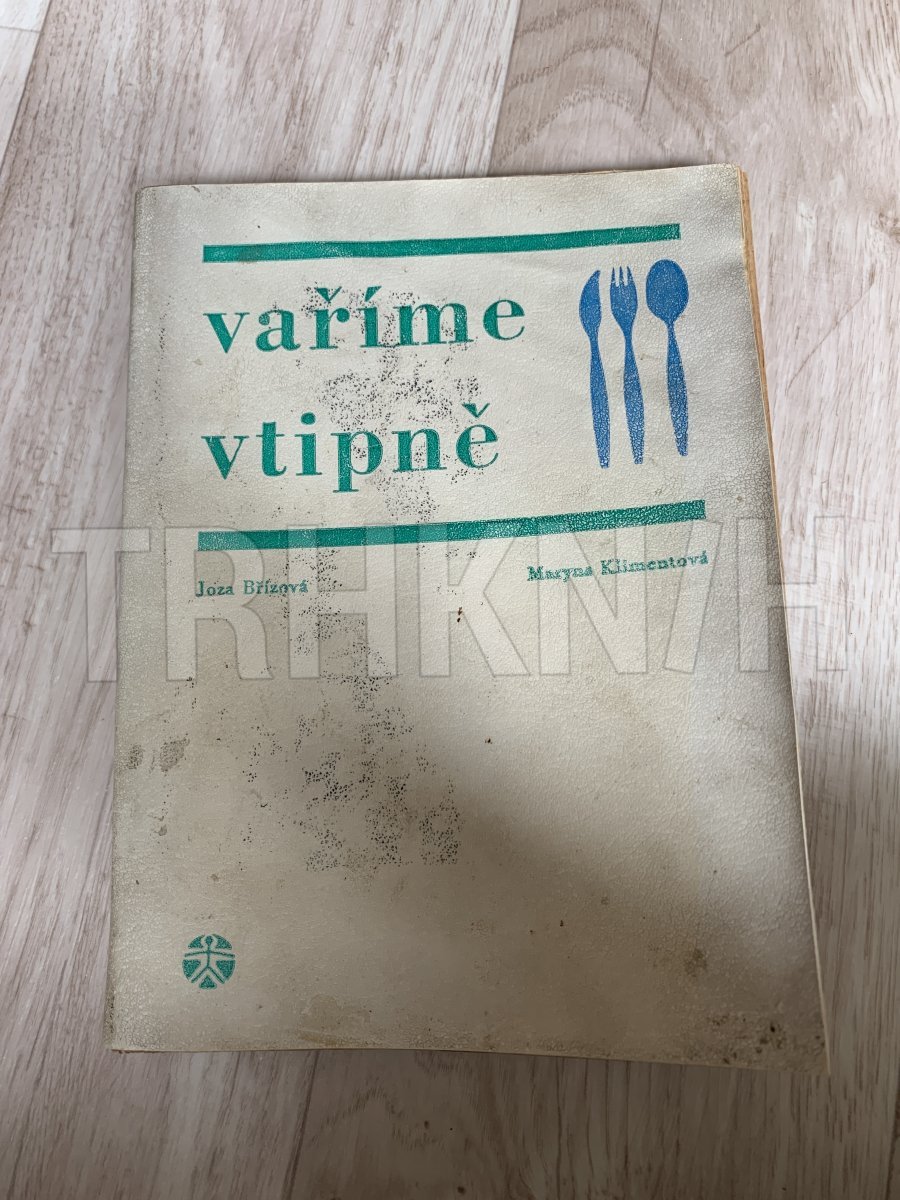 vaříme
vtipně
Joza Břízová
Maryna Klimentová
TRHKNIH